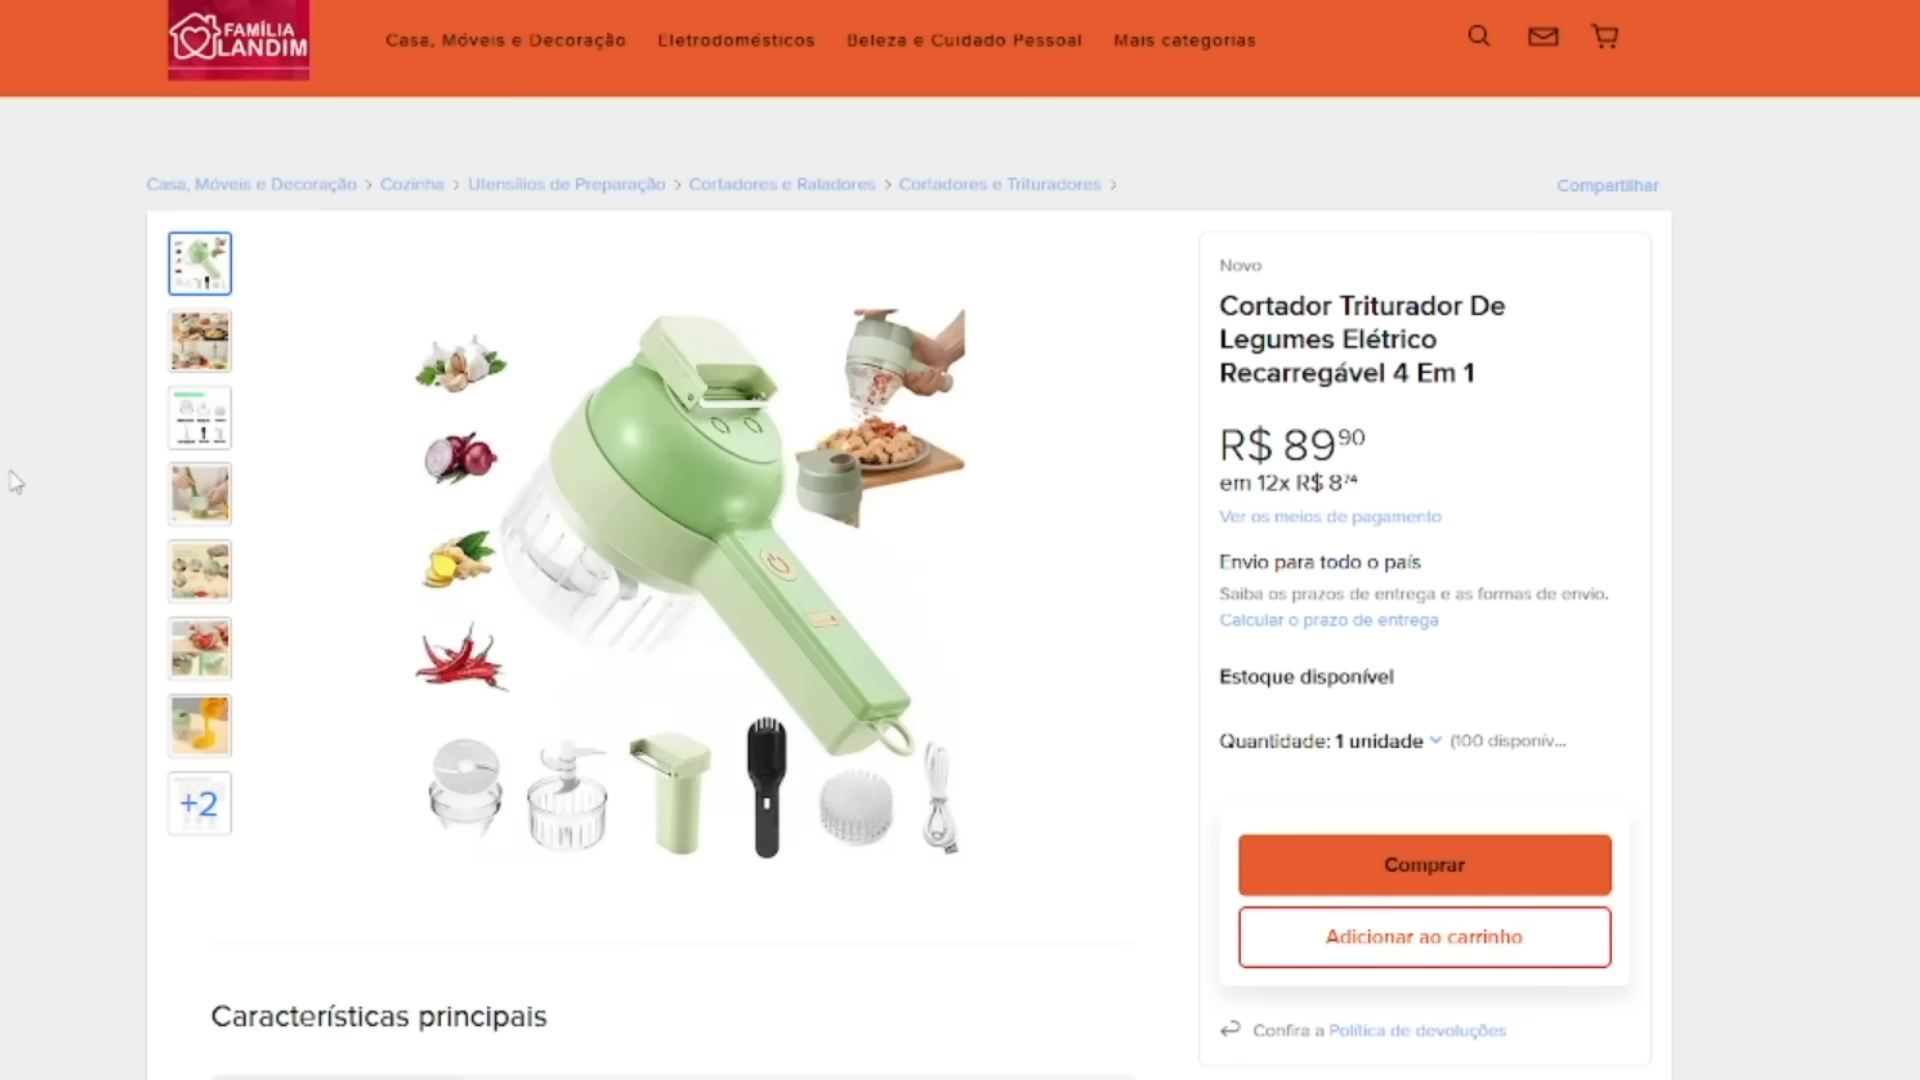 FAMÍLIA
LANDIM
Casa, Móveis e Decoração
Eletrodomésticos
Beleza e Cuidado Pessoal
Mais categorias
Casa, Móveis e Decoração > Cozinha > Utensílios de Preparação > Cortadores e Raladores > Cortadores e Trituradores >
Compartilhar
+2
Novo
Cortador Triturador De
Legumes Elétrico
Recarregável 4 Em 1
R$ 89⁹⁰
em 12x R$ 8⁷⁴
Ver os meios de pagamento
Envio para todo o país
Saiba os prazos de entrega e as formas de envio.
Calcular o prazo de entrega
Estoque disponível
Quantidade: 1 unidade (100 disponív...
Comprar
Adicionar ao carrinho
Confira a Política de devoluções
Características principais